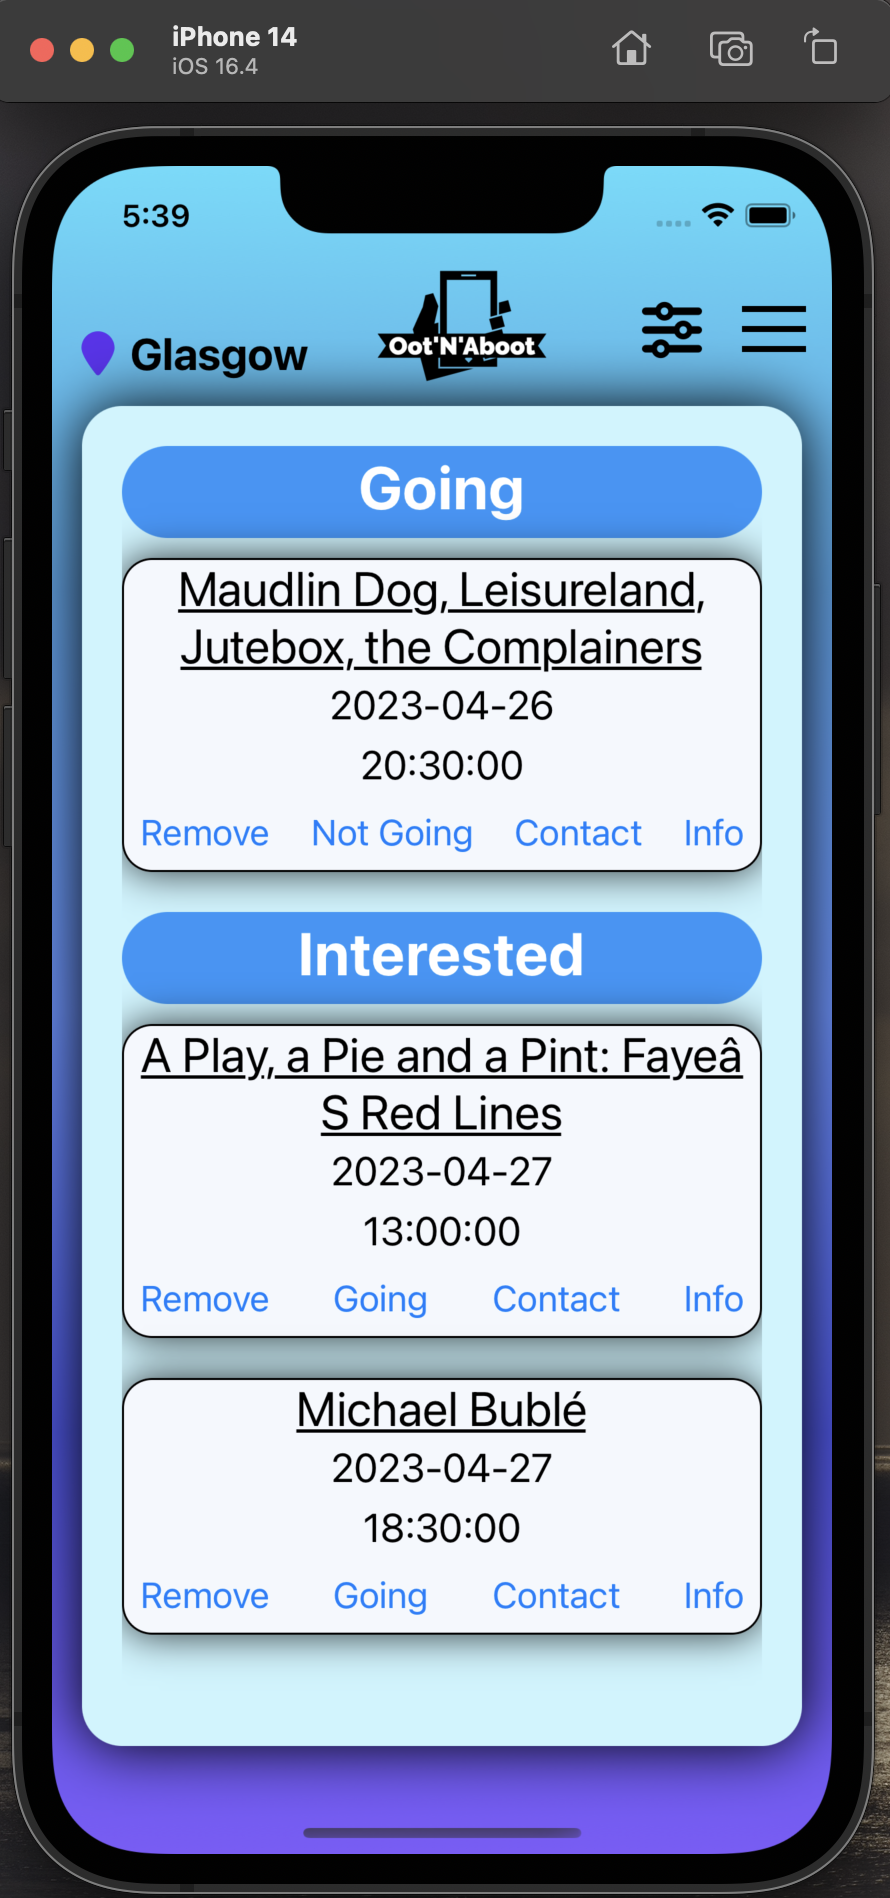 iPhone 14
iOS 16.4
5:39
Glasgow
Oot'N'Aboot
Going
Maudlin Dog, Leisureland,
Jutebox, the Complainers
2023-04-26
20:30:00
Remove Not Going Contact Info
Interested
A Play, a Pie and a Pint: Fayeâ
S Red Lines
2023-04-27
13:00:00
Remove Going Contact Info
Michael Bublé
2023-04-27
18:30:00
Remove Going Contact Info